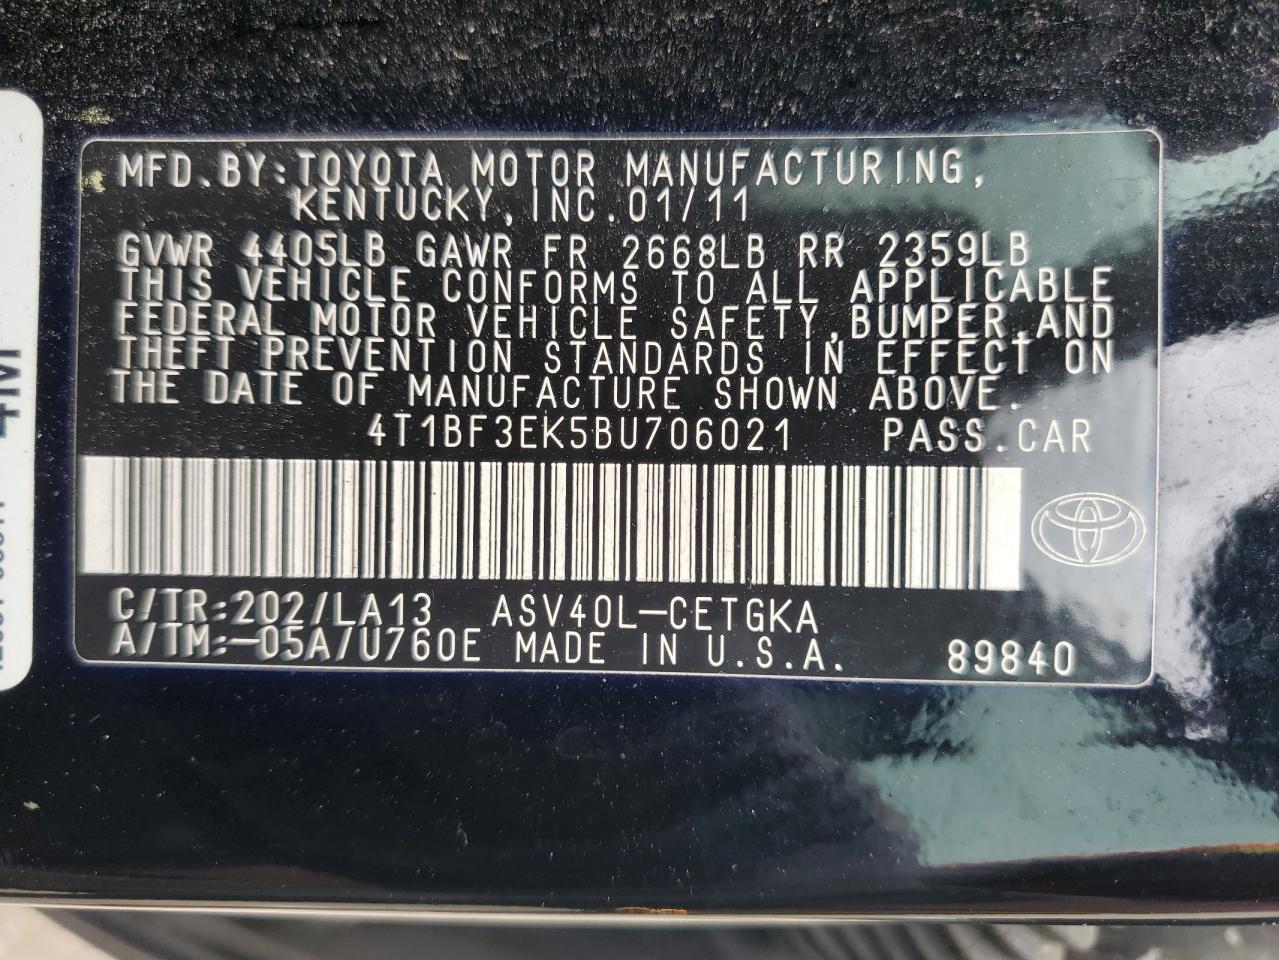 MFD.BY:TOYOTA MOTOR MANUFACTURING,
KENTUCKY,INC.01/11
GVWR 4405LB GAWR FR 2668LB RR 2359LB
THIS VEHICLE CONFORMS TO ALL APPLICABLE
FEDERAL MOTOR VEHICLE SAFETY,BUMPER,AND
THEFT PREVENTION STANDARDS IN EFFECT ON
THE DATE OF MANUFACTURE SHOWN ABOVE.
4T1BF3EK5BU706021 PASS.CAR
C/TR:202/LA13 ASV40L-CETGKA
A/TM:-05A/U760E MADE IN U.S.A. 89840